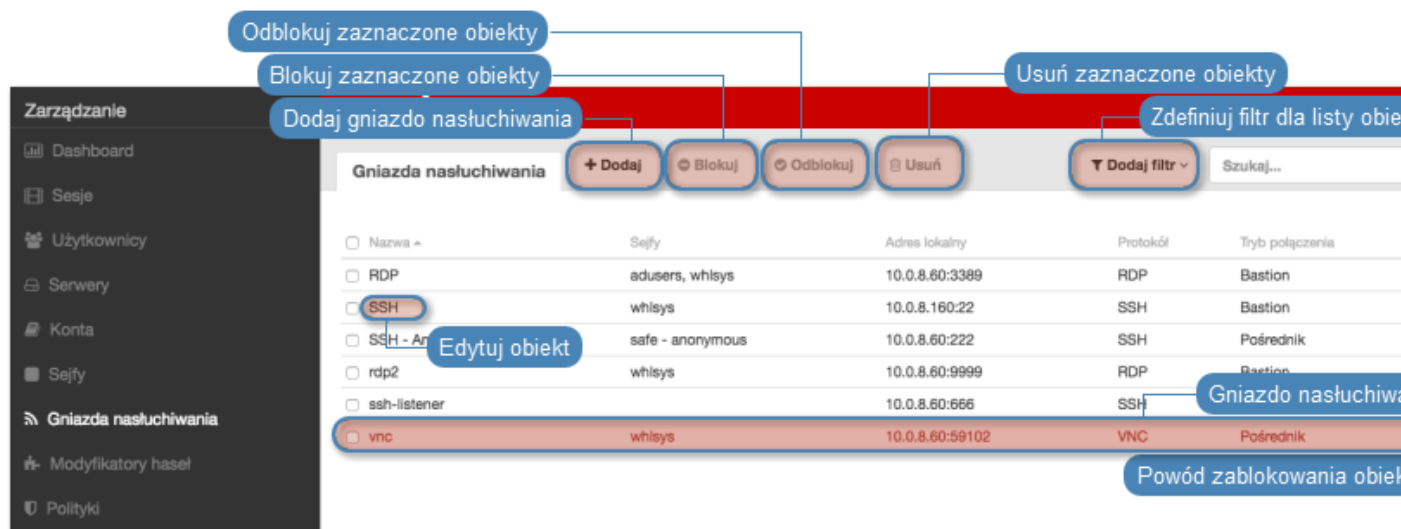 Odblokuj zaznaczone obiekty
Blokuj zaznaczone obiekty
Usuń zaznaczone obiekty
Zarządzanie
Dodaj gniazdo nasłuchiwania
Zdefiniuj filtr dla listy obie
Dashboard
Gniazda nasłuchiwania
+ Dodaj
Blokuj
Odblokuj
Usuń
Dodaj filtr
Szukaj...
Sesje
Użytkownicy
Serwery
Konta
Sejfy
Gniazda nasłuchiwania
Modyfikatory haseł
Polityki
Nazwa Sejfy Adres lokalny Protokół Tryb połączenia
RDP adusers, whlsys 10.0.8.60:3389 RDP Bastion
SSH whlsys 10.0.8.160:22 SSH Bastion
SSH - An safe - anonymous 10.0.8.60:222 SSH Pośrednik
Edytuj obiekt
rdp2 whlsys 10.0.8.60:9999 RDP Bastion
ssh-listener 10.0.8.60:666 SSH
Gniazdo nasłuchiwa
vnc whlsys 10.0.8.60:59102 VNC Pośrednik
Powód zablokowania obiek